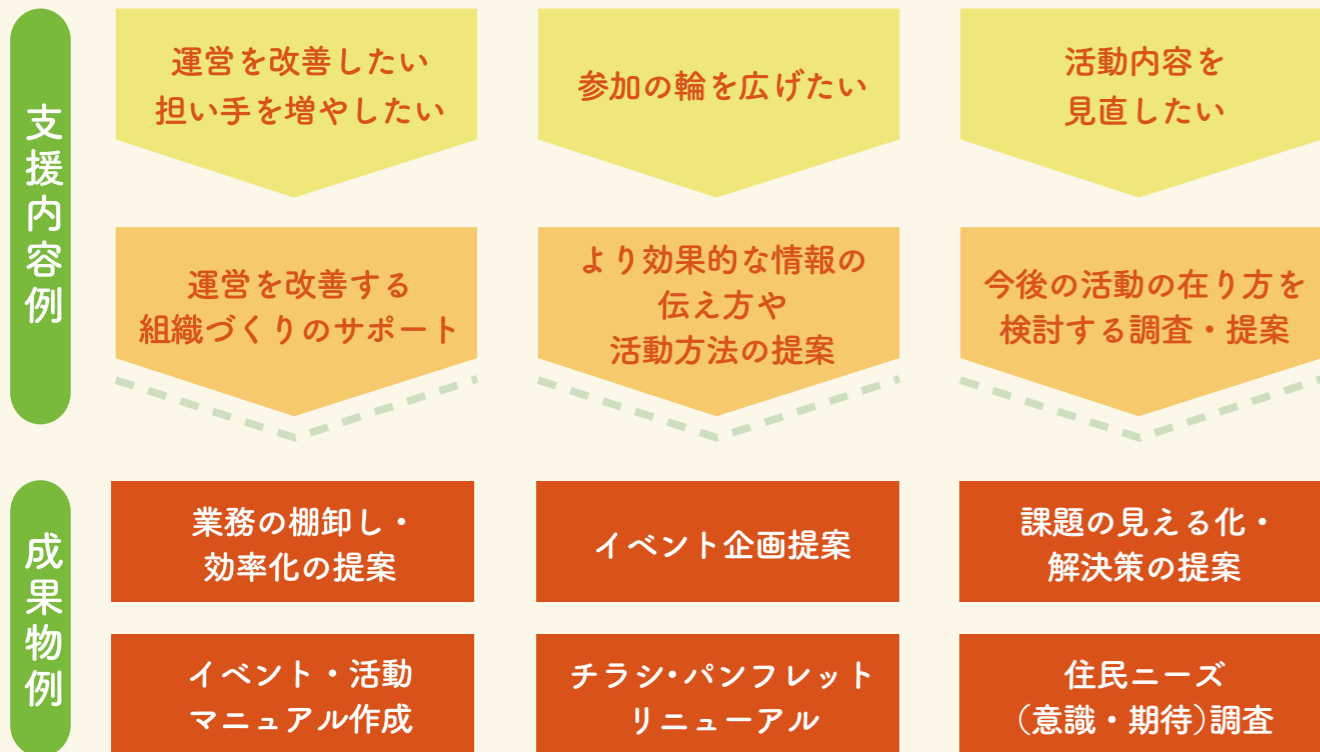 支援内容例
運営を改善したい
担い手を増やしたい
参加の輪を広げたい
活動内容を
見直したい
運営を改善する
組織づくりのサポート
より効果的な情報の
伝え方や
活動方法の提案
今後の活動の在り方を
検討する調査・提案
成果物例
業務の棚卸し・
効率化の提案
イベント企画提案
課題の見える化・
解決策の提案
イベント・活動
マニュアル作成
チラシ・パンフレット
リニューアル
住民ニーズ
（意識・期待）調査